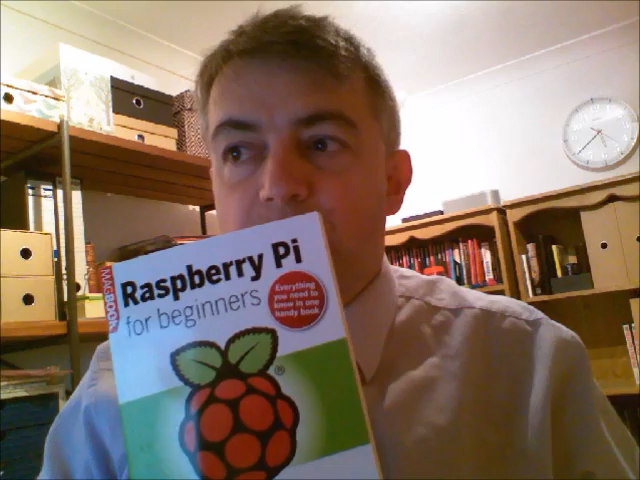 MAGBOOK
Raspberry Pi
for beginners
Everything
you need to
know in one
handy book
®